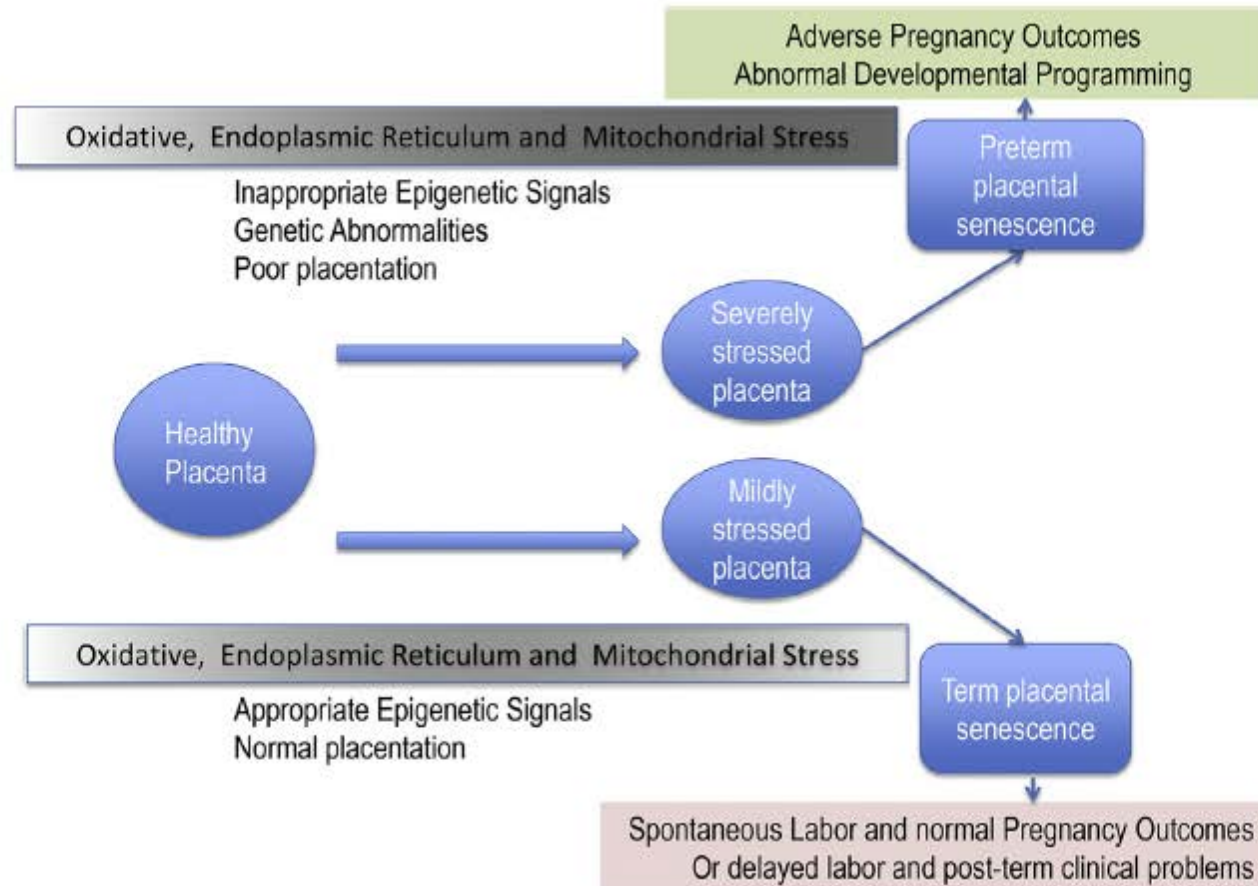 Adverse Pregnancy Outcomes
Abnormal Developmental Programming
Oxidative, Endoplasmic Reticulum and Mitochondrial Stress
Inappropriate Epigenetic Signals
Genetic Abnormalities
Poor placentation
Preterm
placental
senescence
Severely
stressed
placenta
Healthy
Placenta
Mildly
stressed
placenta
Oxidative, Endoplasmic Reticulum and Mitochondrial Stress
Appropriate Epigenetic Signals
Normal placentation
Term placental
senescence
Spontaneous Labor and normal Pregnancy Outcomes
Or delayed labor and post-term clinical problems